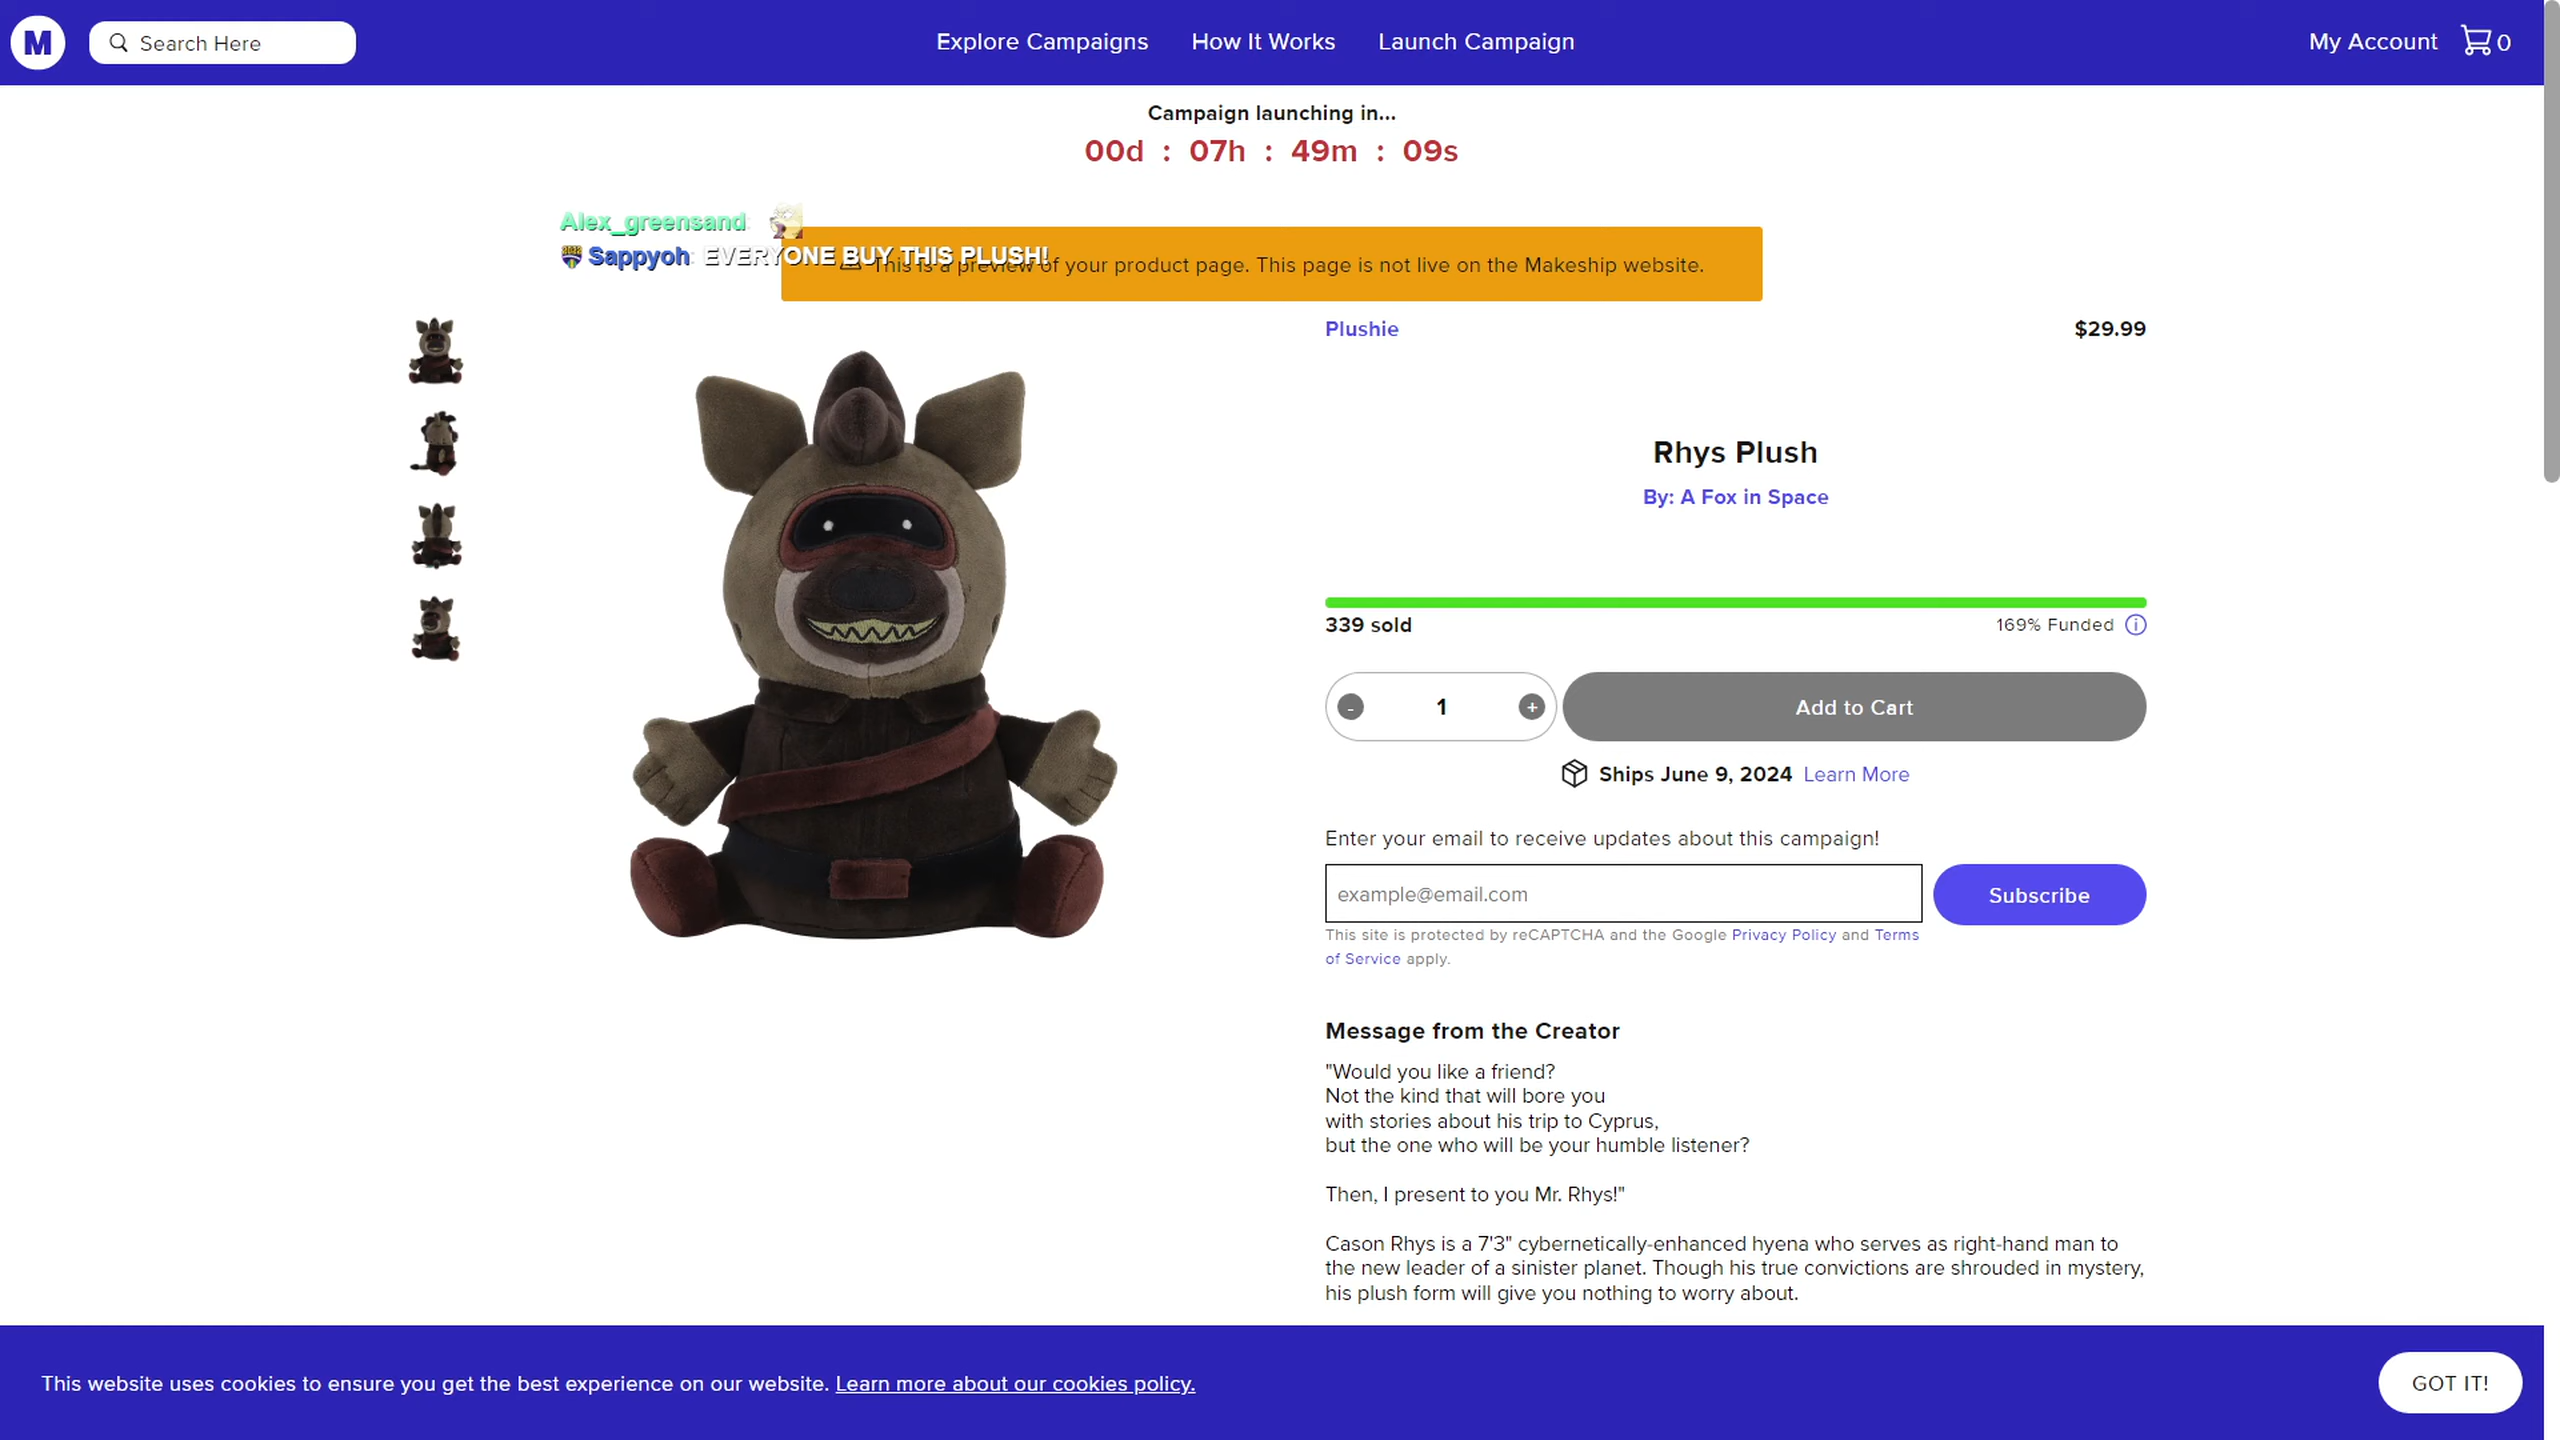 M
Search Here
Explore Campaigns
How It Works
Launch Campaign
My Account
0
Campaign launching in...
00d : 07h : 49m : 09s
Alex_greensand:
Sappyoh: EVERYONE BUY THIS PLUSH!
This is a preview of your product page. This page is not live on the Makeship website.
Plushie
$29.99
Rhys Plush
By: A Fox in Space
339 sold
169% Funded
- 1 +
Add to Cart
Ships June 9, 2024 Learn More
Enter your email to receive updates about this campaign!
example@email.com
Subscribe
This site is protected by reCAPTCHA and the Google Privacy Policy and Terms
of Service apply.
Message from the Creator
"Would you like a friend?
Not the kind that will bore you
with stories about his trip to Cyprus,
but the one who will be your humble listener?
Then, I present to you Mr. Rhys!"
Cason Rhys is a 7'3" cybernetically-enhanced hyena who serves as right-hand man to
the new leader of a sinister planet. Though his true convictions are shrouded in mystery,
his plush form will give you nothing to worry about.
This website uses cookies to ensure you get the best experience on our website. Learn more about our cookies policy.
GOT IT!